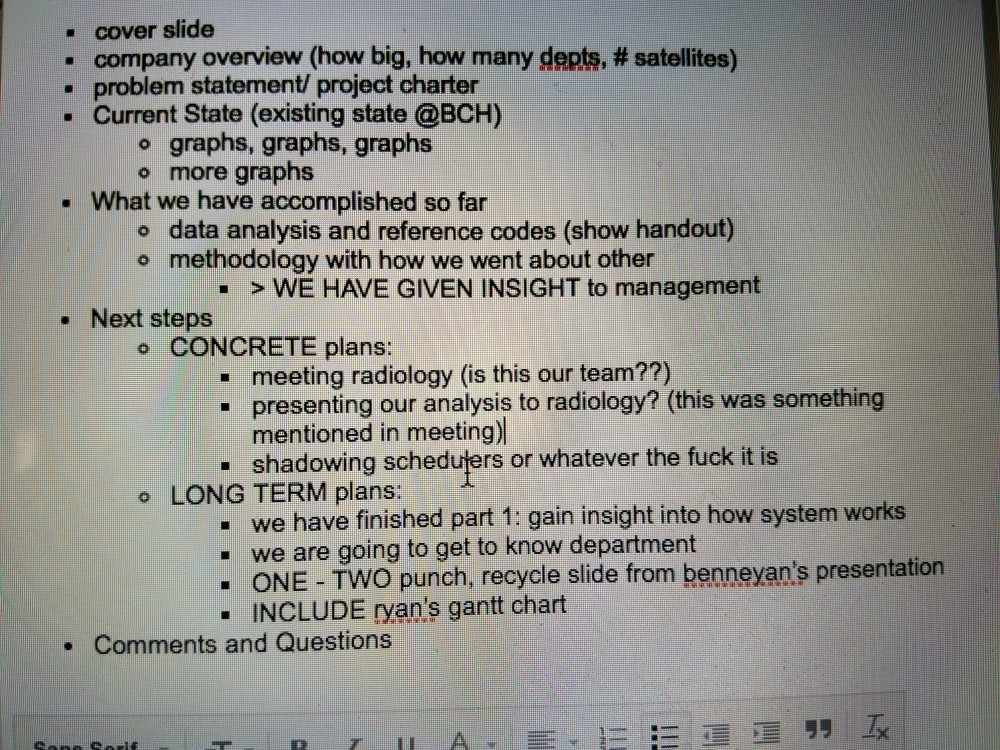 cover slide
company overview (how big, how many depts, # satellites)
problem statement/ project charter
Current State (existing state @BCH)
graphs, graphs, graphs
more graphs
What we have accomplished so far
data analysis and reference codes (show handout)
methodology with how we went about other
> WE HAVE GIVEN INSIGHT to management
Next steps
CONCRETE plans:
meeting radiology (is this our team??)
presenting our analysis to radiology? (this was something
mentioned in meeting)
shadowing schedulers or whatever the fuck it is
LONG TERM plans:
we have finished part 1: gain insight into how system works
we are going to get to know department
ONE - TWO punch, recycle slide from benneyan's presentation
INCLUDE ryan's gantt chart
Comments and Questions
Sans Serif